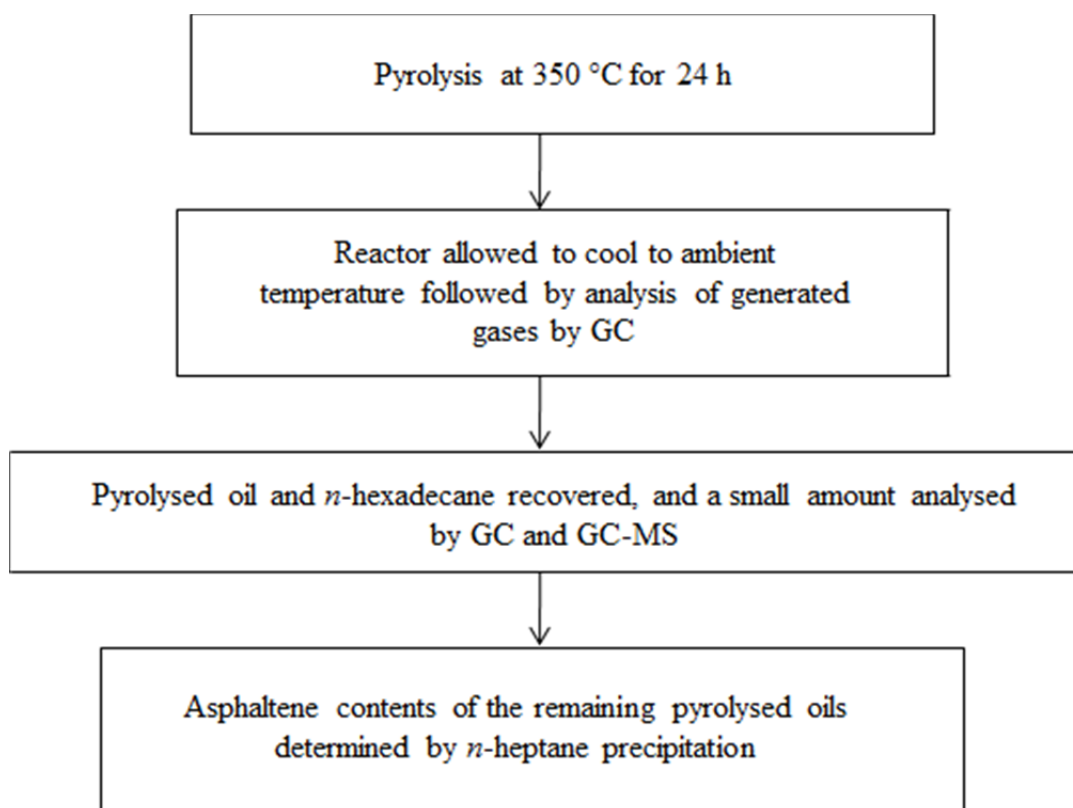 Pyrolysis at 350 °C for 24 h
Reactor allowed to cool to ambient
temperature followed by analysis of generated
gases by GC
Pyrolysed oil and n-hexadecane recovered, and a small amount analysed
by GC and GC-MS
Asphaltene contents of the remaining pyrolysed oils
determined by n-heptane precipitation